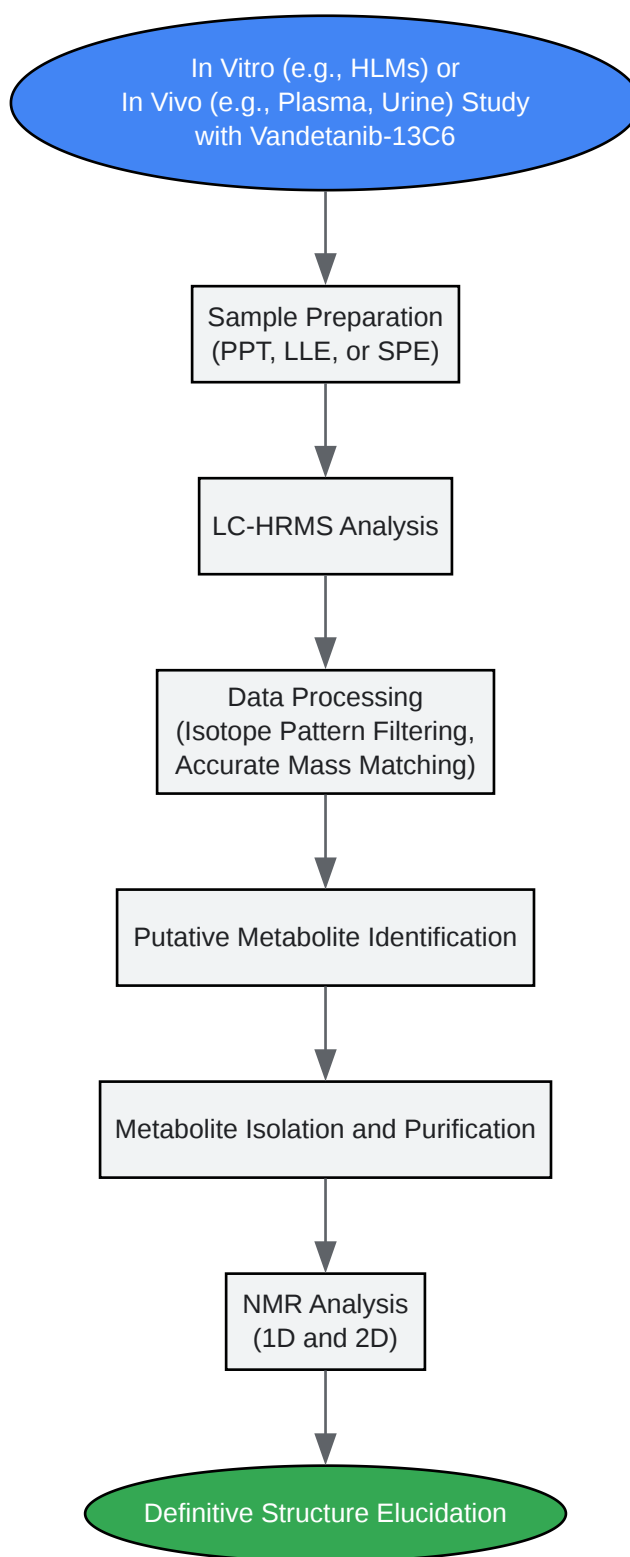 In Vitro (e.g., HLMs) or
In Vivo (e.g., Plasma, Urine) Study
with Vandetanib-13C6
Sample Preparation
(PPT, LLE, or SPE)
LC-HRMS Analysis
Data Processing
(Isotope Pattern Filtering,
Accurate Mass Matching)
Putative Metabolite Identification
Metabolite Isolation and Purification
NMR Analysis
(1D and 2D)
Definitive Structure Elucidation